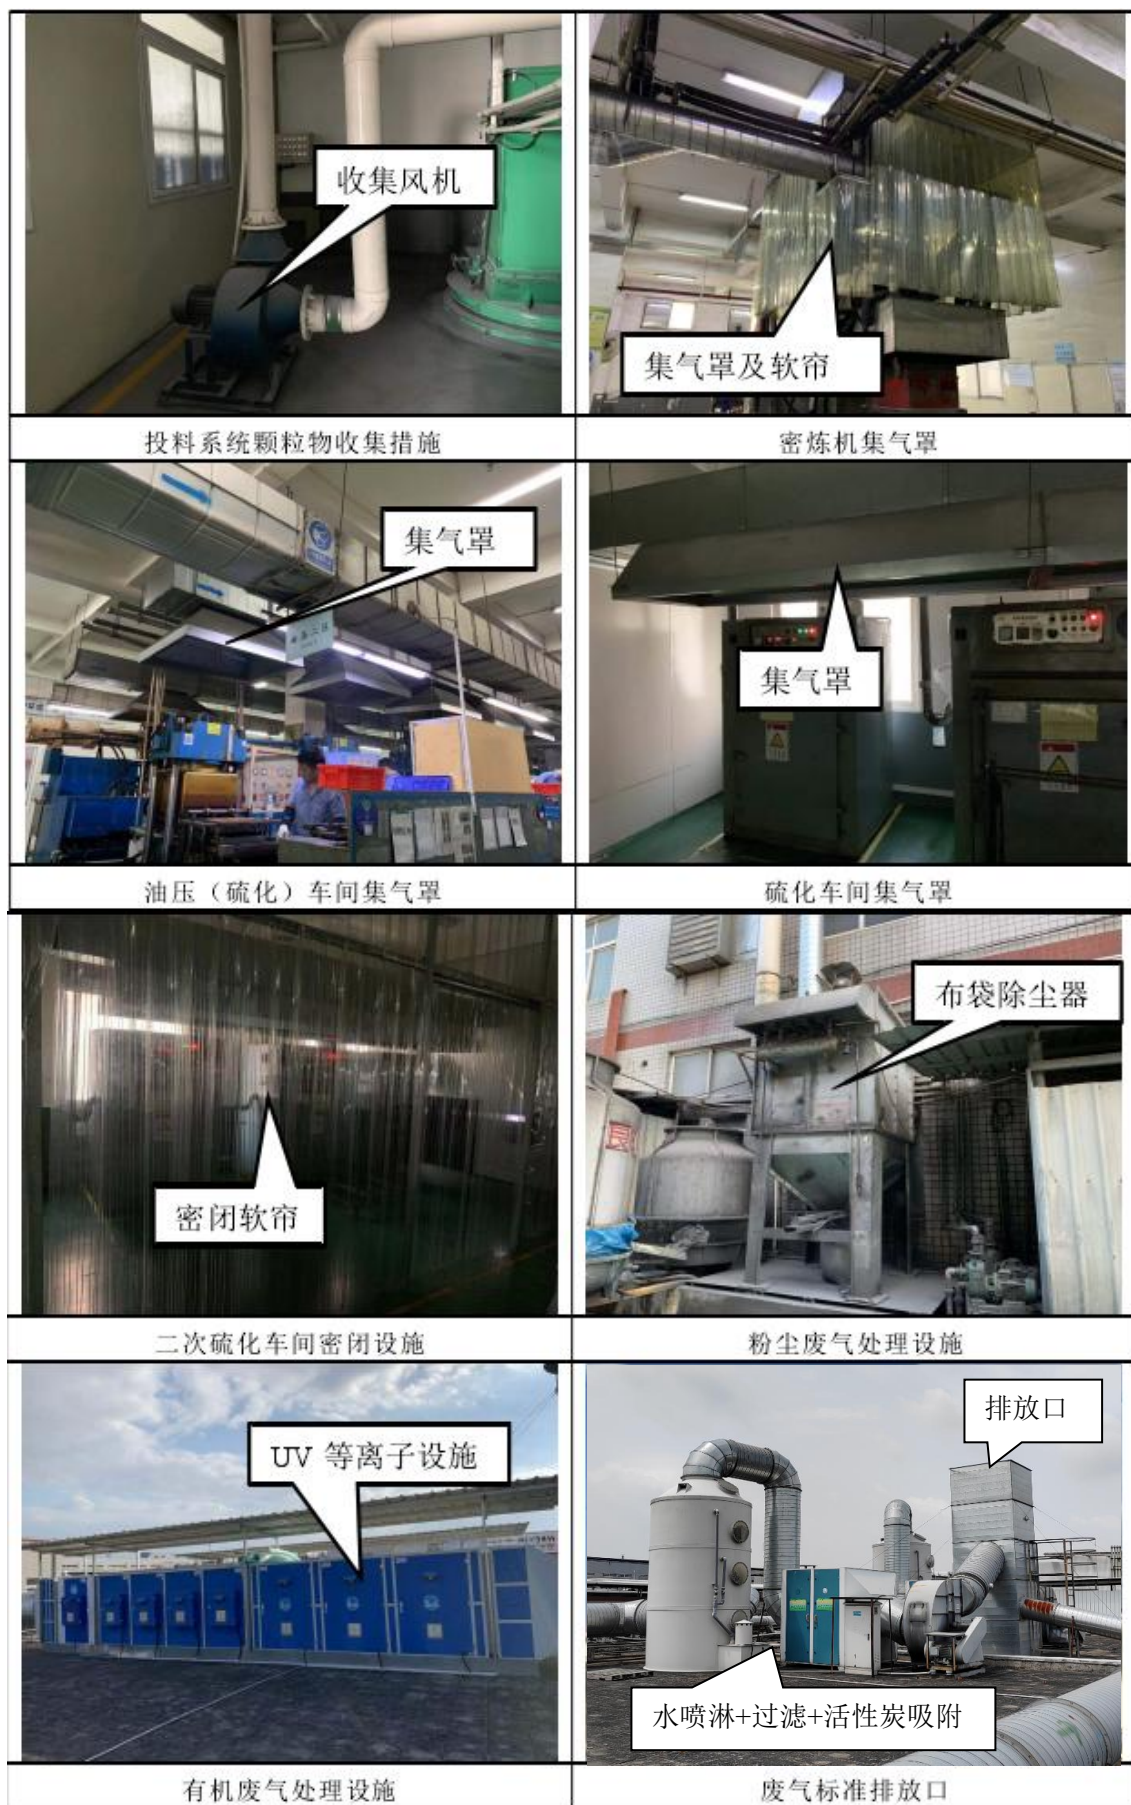 收集风机
集气罩及软帘
投料系统颗粒物收集措施
密炼机集气罩
集气罩
集气罩
油压（硫化）车间集气罩
硫化车间集气罩
密闭软帘
布袋除尘器
二次硫化车间密闭设施
粉尘废气处理设施
UV 等离子设施
排放口
水喷淋+过滤+活性炭吸附
有机废气处理设施
废气标准排放口